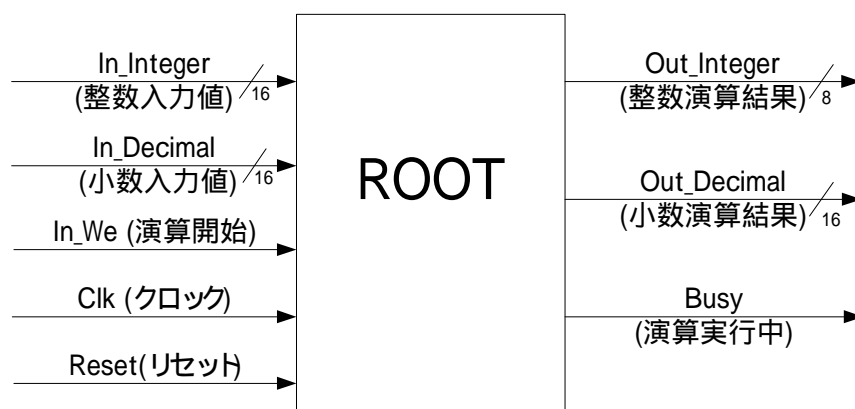 In_Integer
(整数入力値)
16
In_Decimal
(小数入力値)
16
In_We (演算開始)
Clk (クロック)
Reset(リセット)
ROOT
Out_Integer
(整数演算結果)
8
Out_Decimal
(小数演算結果)
16
Busy
(演算実行中)